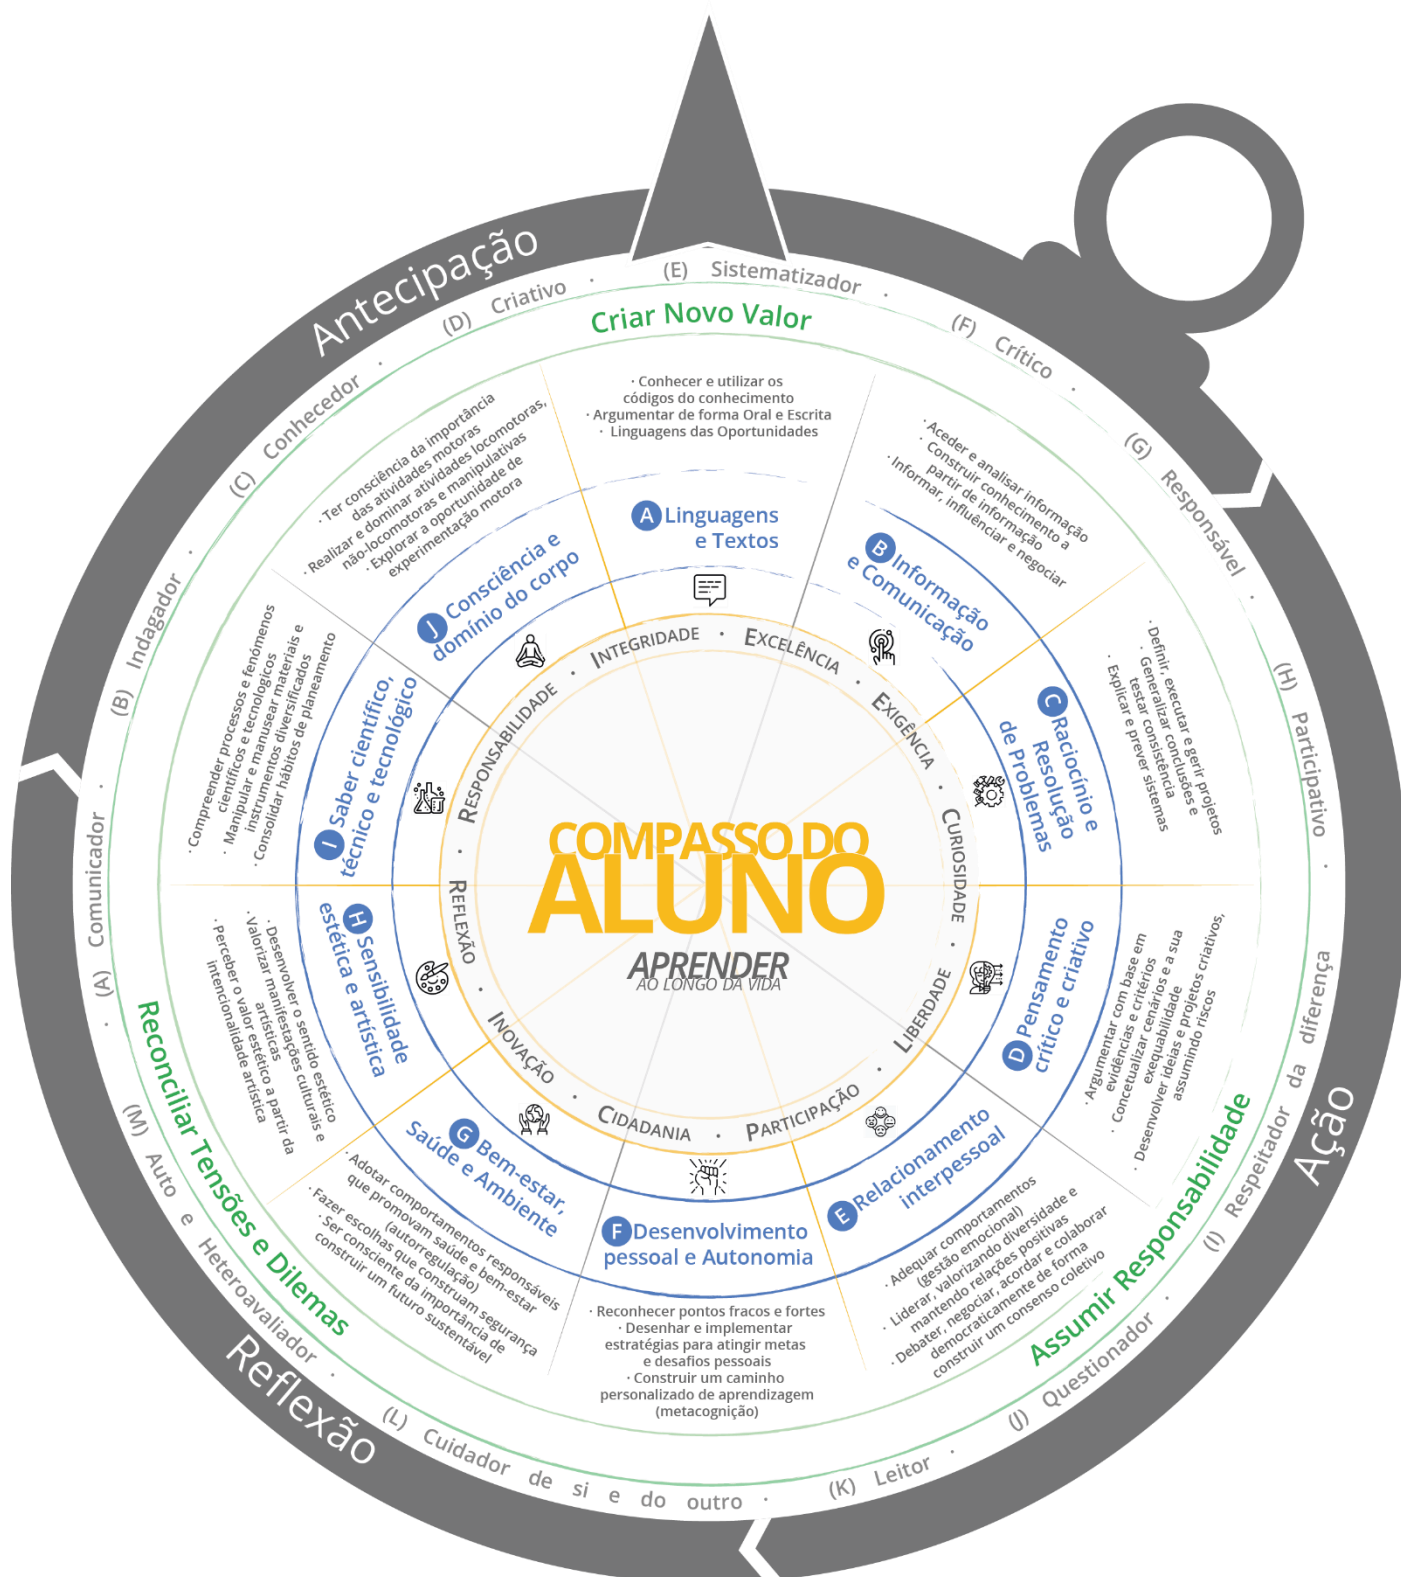 Antecipação
Ação
Reflexão
(A) Comunicador ·
(B) Indagador ·
(C) Conhecedor ·
(D) Criativo ·
(E) Sistematizador ·
(F) Crítico ·
(G) Responsável ·
(H) Participativo ·
(I) Respeitador da diferença
(J) Questionador ·
(K) Leitor ·
(L) Cuidador de si e do outro ·
(M) Auto e Heteroavaliador ·
Criar Novo Valor
Assumir Responsabilidade
Reconciliar Tensões e Dilemas
· Conhecer e utilizar os
códigos do conhecimento
· Argumentar de forma Oral e Escrita
· Linguagens das Oportunidades
A Linguagens
e Textos
· Aceder e analisar informação
· Construir conhecimento a
partir de informação
· Informar, influenciar e negociar
B Informação
e Comunicação
· Definir, executar e gerir projetos
· Generalizar conclusões e
testar consistência
· Explicar e prever sistemas
C Raciocínio e
Resolução
de Problemas
· Argumentar com base em
evidências e critérios
· Concetualizar cenários e a sua
exequabilidade
· Desenvolver ideias e projetos criativos,
assumindo riscos
D Pensamento
crítico e criativo
· Adequar comportamentos
(gestão emocional)
· Liderar, valorizando diversidade e
mantendo relações positivas
· Debater, negociar, acordar e colaborar
democraticamente de forma
construir um consenso coletivo
E Relacionamento
interpessoal
F Desenvolvimento
pessoal e Autonomia
· Reconhecer pontos fracos e fortes
· Desenhar e implementar
estratégias para atingir metas
e desafios pessoais
· Construir um caminho
personalizado de aprendizagem
(metacognição)
G Bem-estar,
Saúde e Ambiente
· Adotar comportamentos responsáveis
que promovam saúde e bem-estar
(autorregulação)
· Fazer escolhas que construam segurança
· Ser consciente da importância de
construir um futuro sustentável
H Sensibilidade
estética e artística
· Desenvolver o sentido estético
· Valorizar manifestações culturais e
artísticas
· Perceber o valor estético a partir da
intencionalidade artística
I Saber científico,
técnico e tecnológico
· Compreender processos e fenómenos
científicos e tecnologicos
· Manipular e manusear materiais e
instrumentos diversificados
· Consolidar hábitos de planeamento
J Consciência e
domínio do corpo
· Ter consciência da importância
das atividades motoras
· Realizar e dominar atividades locomotoras,
não-locomotoras e manipulativas
· Explorar a oportunidade de
experimentação motora
INTEGRIDADE ·
EXCELÊNCIA ·
EXIGÊNCIA ·
CURIOSIDADE ·
LIBERDADE ·
PARTICIPAÇÃO ·
CIDADANIA ·
INOVAÇÃO ·
REFLEXÃO ·
RESPONSABILIDADE ·
COMPASSO DO
ALUNO
APRENDER
AO LONGO DA VIDA